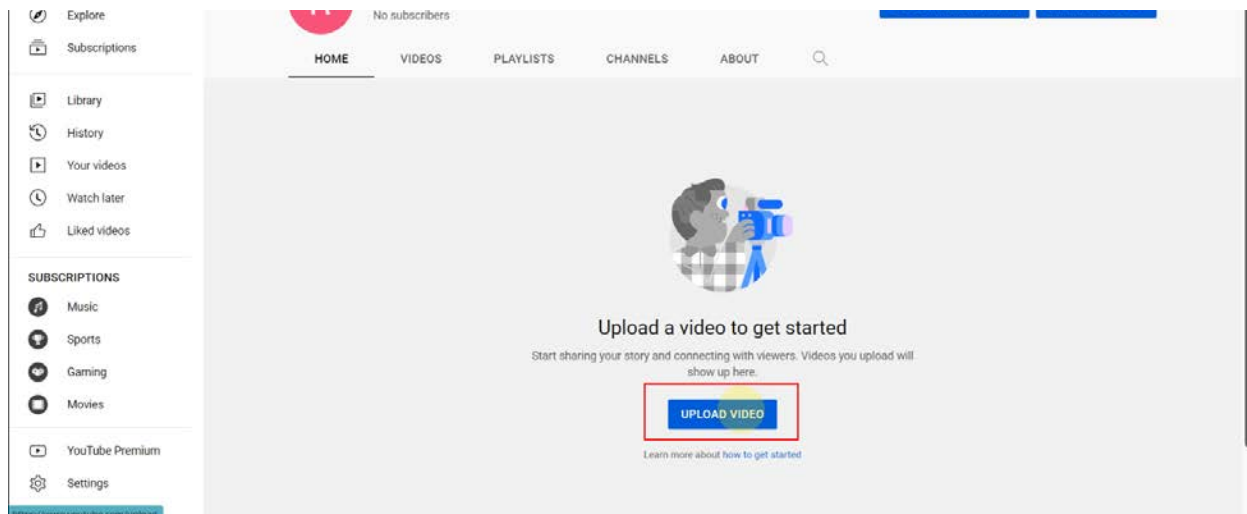 Explore
Subscriptions
Library
History
Your videos
Watch later
Liked videos
SUBSCRIPTIONS
Music
Sports
Gaming
Movies
YouTube Premium
Settings
No subscribers
HOME VIDEOS PLAYLISTS CHANNELS ABOUT
Upload a video to get started
Start sharing your story and connecting with viewers. Videos you upload will
show up here.
UPLOAD VIDEO
Learn more about how to get started